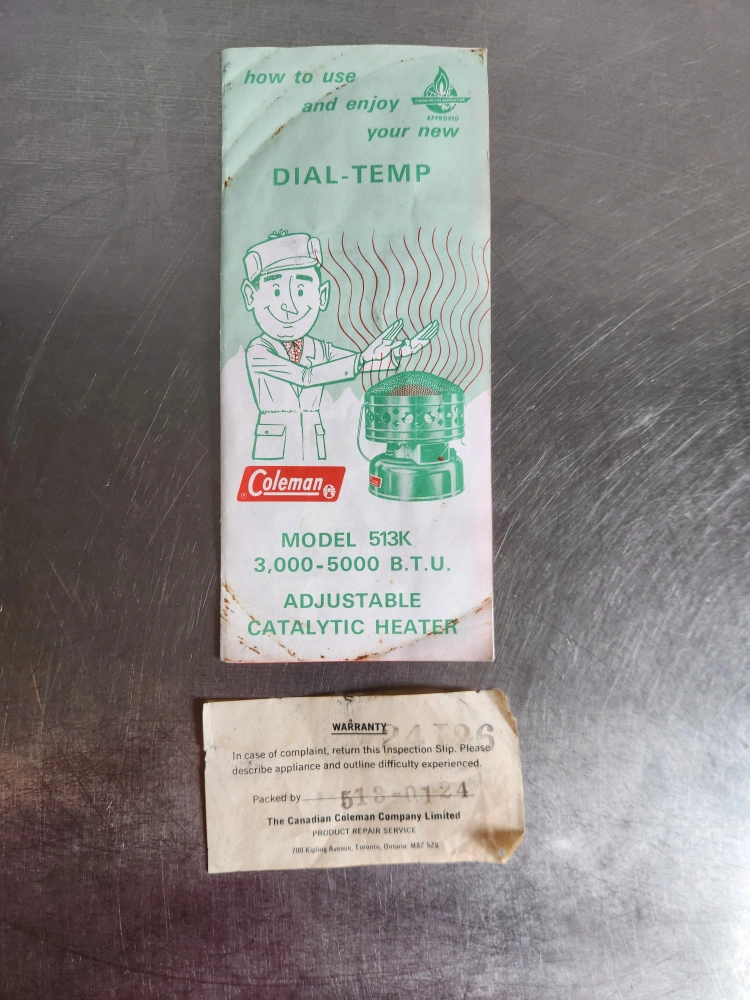 how to use
and enjoy
your new
APPROVED
DIAL-TEMP
Coleman
MODEL 513K
3,000-5000 B.T.U.
ADJUSTABLE
CATALYTIC HEATER
WARRANTY
In case of complaint, return this Inspection Slip. Please
describe appliance and outline difficulty experienced.
Packed by 513-0124
The Canadian Coleman Company Limited
PRODUCT REPAIR SERVICE
700 Kipling Avenue, Toronto, Ontario M8Z 5Z6